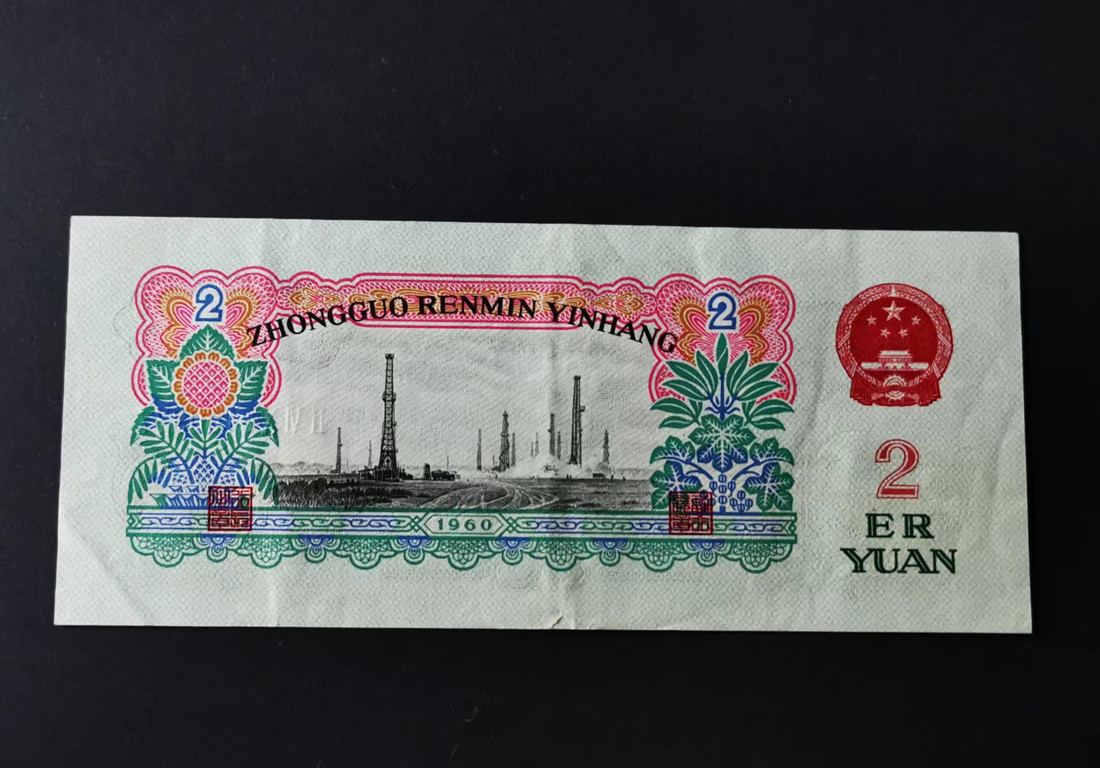 2
2
ZHONGGUO RENMIN YINHANG
1960
2
ER
YUAN